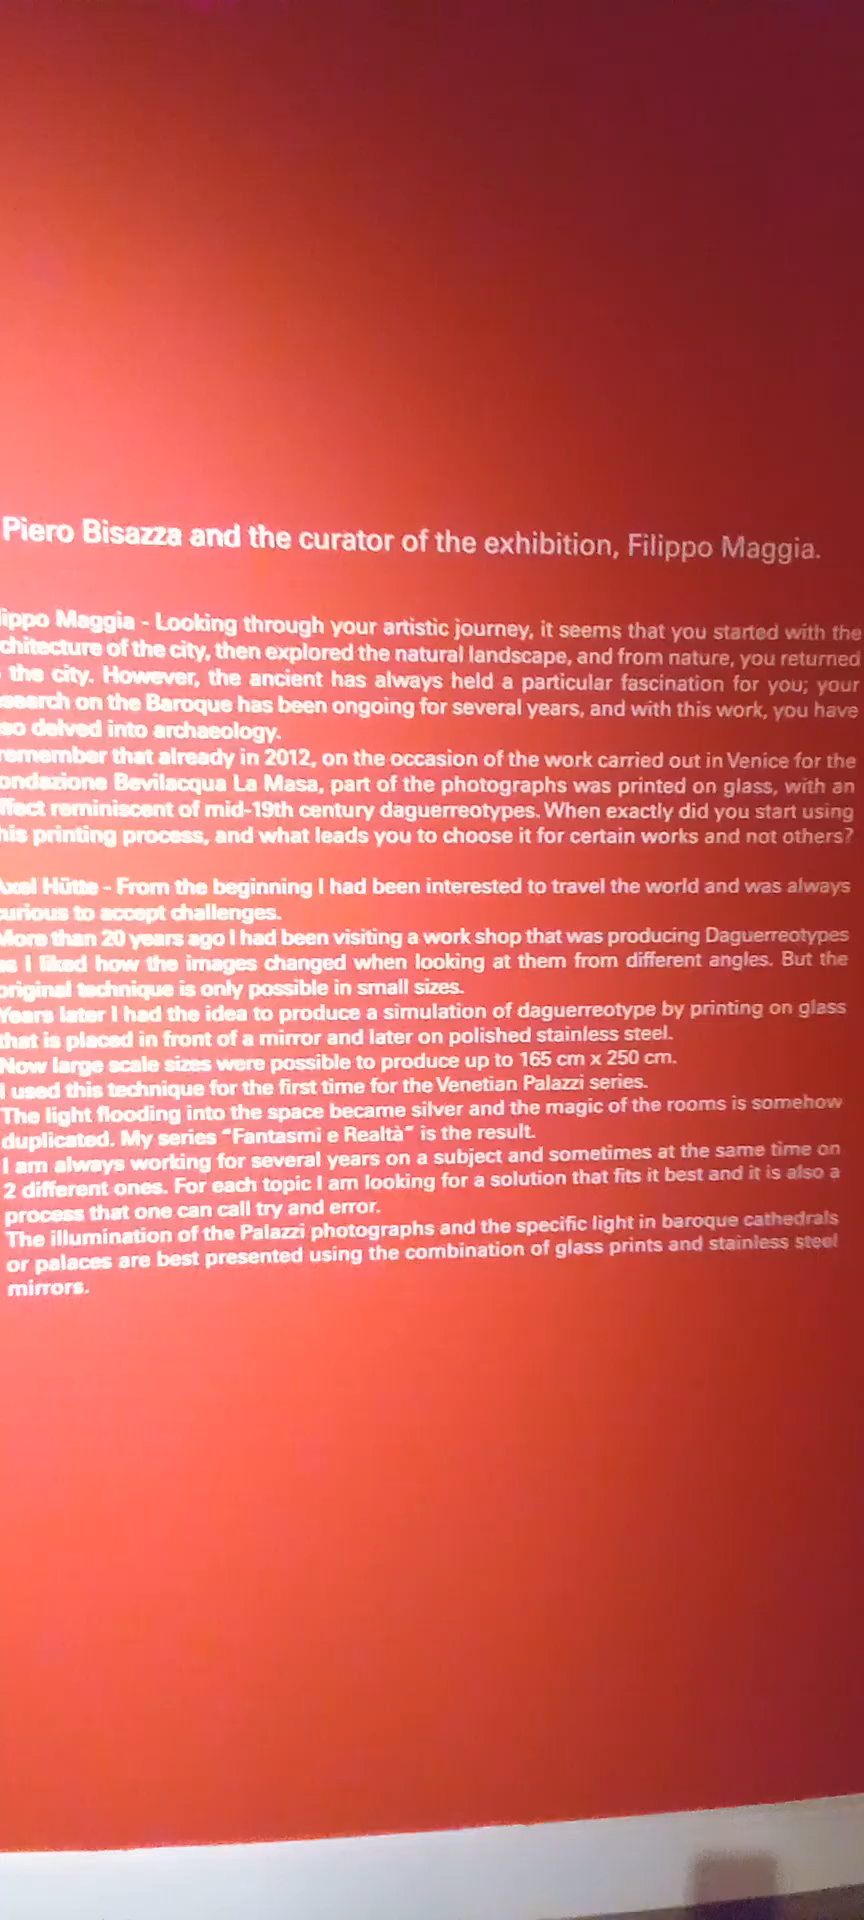 Piero Bisazza and the curator of the exhibition, Filippo Maggia.
ippo Maggia - Looking through your artistic journey, it seems that you started with the
chitecture of the city, then explored the natural landscape, and from nature, you returned
the city. However, the ancient has always held a particular fascination for you; your
search on the Baroque has been ongoing for several years, and with this work, you have
so delved into archaeology.
remember that already in 2012, on the occasion of the work carried out in Venice for the
ondazione Bevilacqua La Masa, part of the photographs was printed on glass, with an
ffect reminiscent of mid-19th century daguerreotypes. When exactly did you start using
his printing process, and what leads you to choose it for certain works and not others?
Axel Hütte - From the beginning I had been interested to travel the world and was always
curious to accept challenges.
More than 20 years ago I had been visiting a work shop that was producing Daguerreotypes
as I liked how the images changed when looking at them from different angles. But the
original technique is only possible in small sizes.
Years later I had the idea to produce a simulation of daguerreotype by printing on glass
that is placed in front of a mirror and later on polished stainless steel.
Now large scale sizes were possible to produce up to 165 cm x 250 cm.
I used this technique for the first time for the Venetian Palazzi series.
The light flooding into the space became silver and the magic of the rooms is somehow
duplicated. My series “Fantasmi e Realtà” is the result.
I am always working for several years on a subject and sometimes at the same time on
2 different ones. For each topic I am looking for a solution that fits it best and it is also a
process that one can call try and error.
The illumination of the Palazzi photographs and the specific light in baroque cathedrals
or palaces are best presented using the combination of glass prints and stainless steel
mirrors.